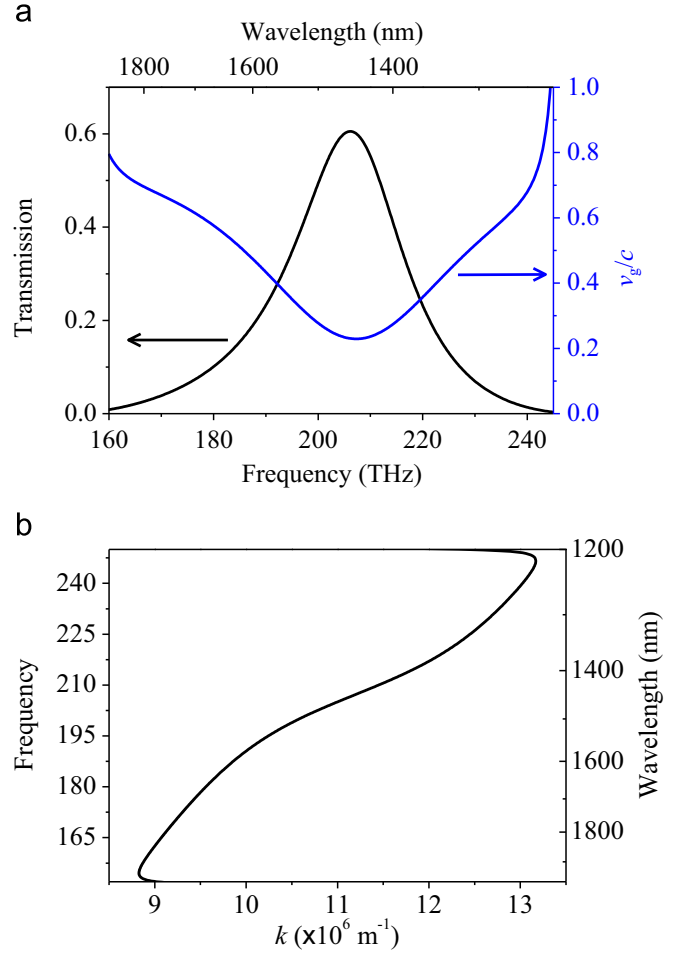 a
Wavelength (nm)
1800 1600 1400
Transmission
0.6
0.4
0.2
0.0
1.0
0.8
0.6
0.4
0.2
0.0
v_g/c
160 180 200 220 240
Frequency (THz)
b
Frequency
240
225
210
195
180
165
1200
1400
1600
1800
Wavelength (nm)
9 10 11 12 13
k (x10⁶ m⁻¹)